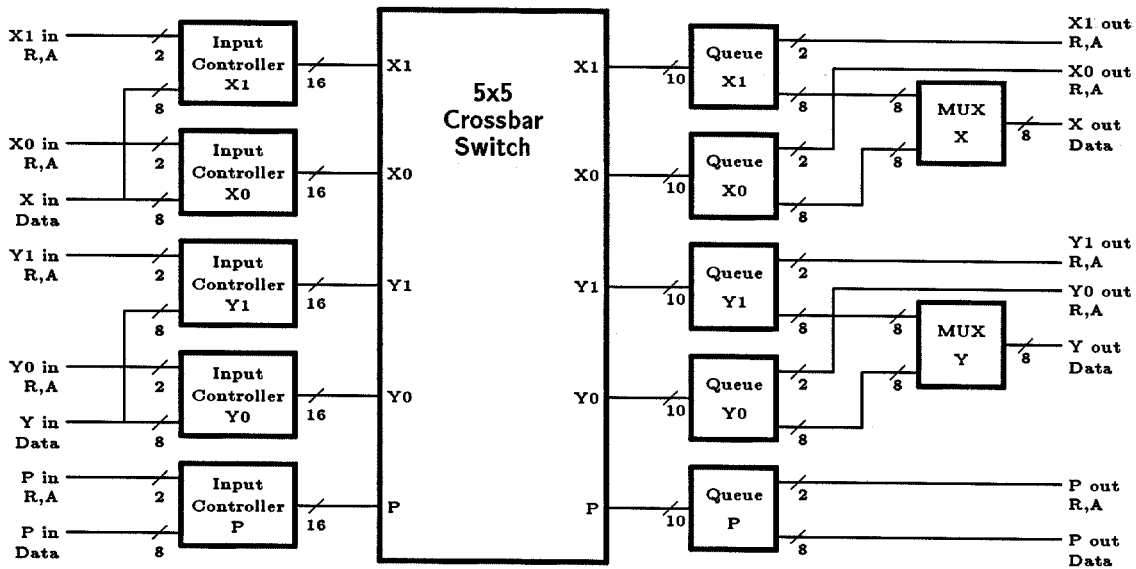 X1 in
R,A
2
8
Input
Controller
X1
16
X1
X0 in
R,A
2
X in
Data
8
Input
Controller
X0
16
X0
Y1 in
R,A
2
8
Input
Controller
Y1
16
Y1
Y0 in
R,A
2
Y in
Data
8
Input
Controller
Y0
16
Y0
P in
R,A
2
P in
Data
8
Input
Controller
P
16
P
5x5
Crossbar
Switch
X1
10
Queue
X1
2
8
8
X0
10
Queue
X0
2
8
8
MUX
X
8
X1 out
R,A
X0 out
R,A
X out
Data
Y1
10
Queue
Y1
2
8
8
Y0
10
Queue
Y0
2
8
8
MUX
Y
8
Y1 out
R,A
Y0 out
R,A
Y out
Data
P
10
Queue
P
2
8
P out
R,A
P out
Data